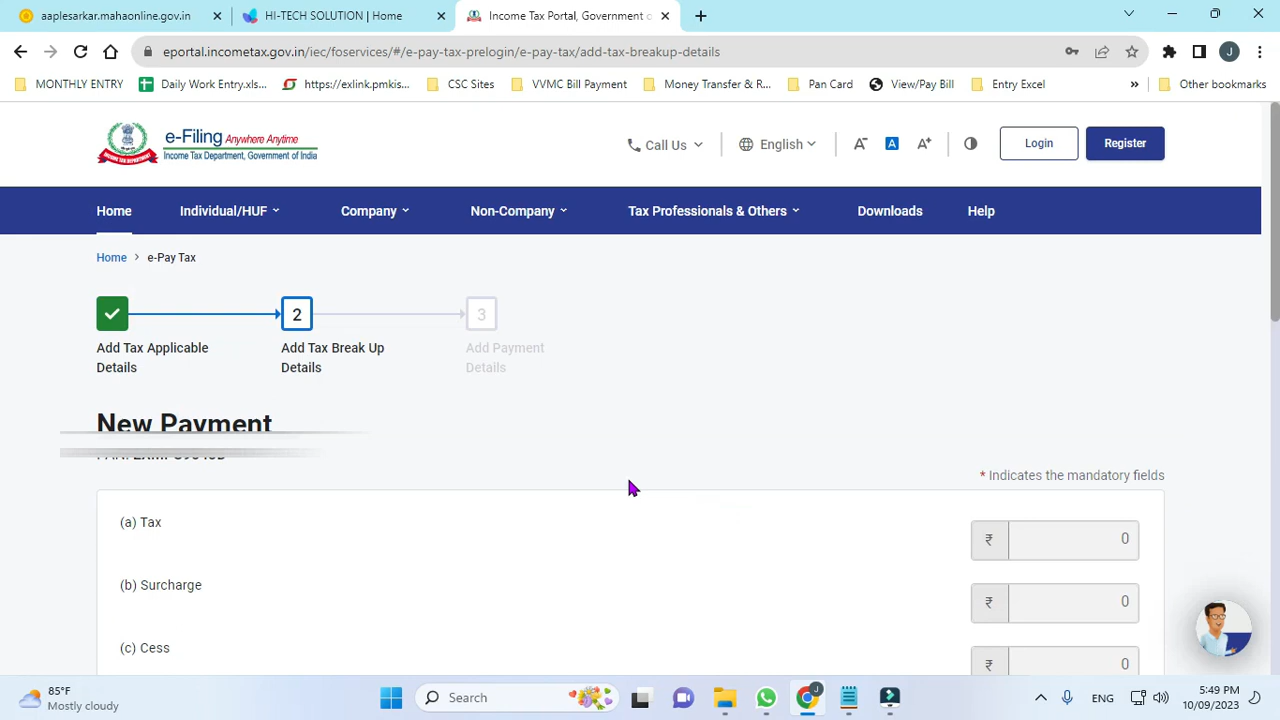 aaplesarkar.mahaonline.gov.in
HI-TECH SOLUTION | Home
Income Tax Portal, Government o
eportal.incometax.gov.in/iec/foservices/#/e-pay-tax-prelogin/e-pay-tax/add-tax-breakup-details
J
MONTHLY ENTRY
Daily Work Entry.xls...
https://exlink.pmkis...
CSC Sites
VVMC Bill Payment
Money Transfer & R...
Pan Card
View/Pay Bill
Entry Excel
»
Other bookmarks
e-Filing Anywhere Anytime
Income Tax Department, Government of India
Call Us
English
A-
A
A+
Login
Register
Home
Individual/HUF
Company
Non-Company
Tax Professionals & Others
Downloads
Help
Home > e-Pay Tax
2
3
Add Tax Applicable
Details
Add Tax Break Up
Details
Add Payment
Details
New Payment
* Indicates the mandatory fields
(a) Tax
₹ 0
(b) Surcharge
₹ 0
(c) Cess
₹ 0
85°F
Mostly cloudy
Search
J
ENG
5:49 PM
10/09/2023